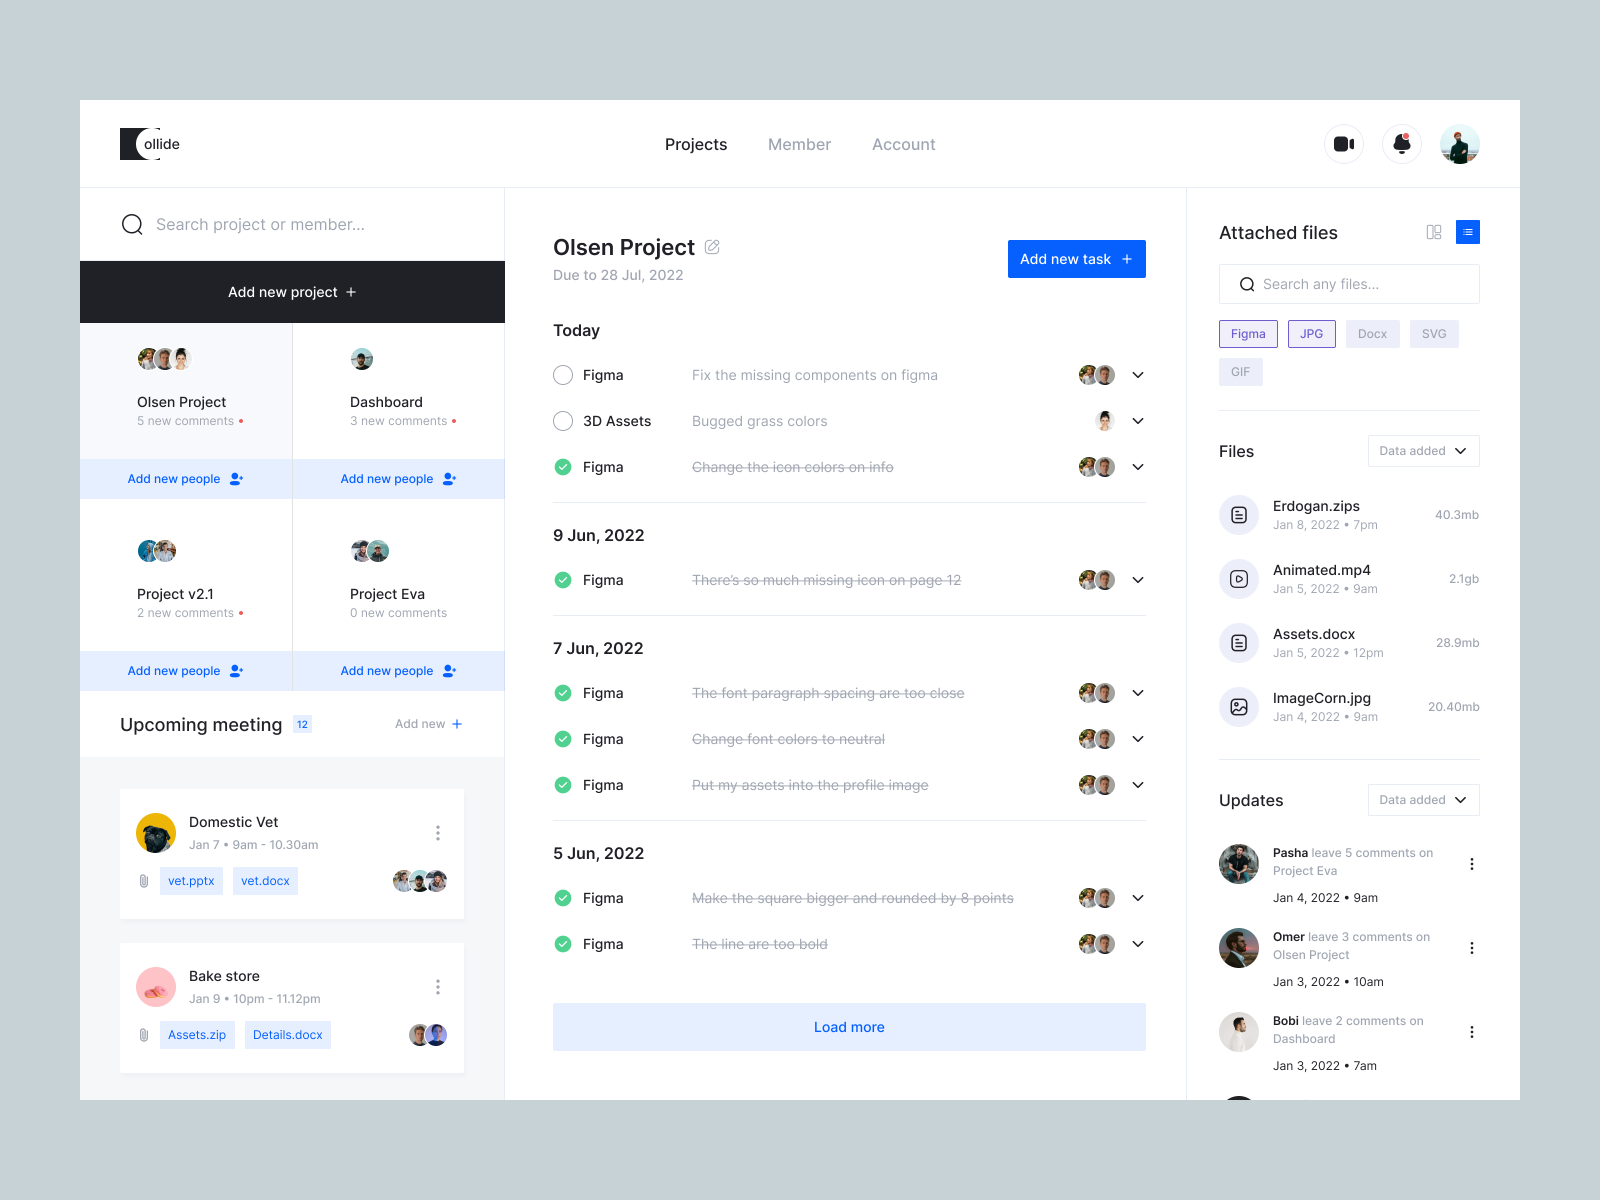 ollide
Projects
Member
Account
Search project or member...
Add new project +
Olsen Project
5 new comments •
Dashboard
3 new comments •
Add new people
Add new people
Project v2.1
2 new comments •
Project Eva
0 new comments
Add new people
Add new people
Upcoming meeting
12
Add new +
Domestic Vet
Jan 7 • 9am - 10.30am
vet.pptx
vet.docx
Bake store
Jan 9 • 10pm - 11.12pm
Assets.zip
Details.docx
Olsen Project
Due to 28 Jul, 2022
Add new task +
Today
Figma
Fix the missing components on figma
3D Assets
Bugged grass colors
Figma
Change the icon colors on info
9 Jun, 2022
Figma
There's so much missing icon on page 12
7 Jun, 2022
Figma
The font paragraph spacing are too close
Figma
Change font colors to neutral
Figma
Put my assets into the profile image
5 Jun, 2022
Figma
Make the square bigger and rounded by 8 points
Figma
The line are too bold
Load more
Attached files
Search any files...
Figma
JPG
Docx
SVG
GIF
Files
Data added
Erdogan.zips
Jan 8, 2022 • 7pm
40.3mb
Animated.mp4
Jan 5, 2022 • 9am
2.1gb
Assets.docx
Jan 5, 2022 • 12pm
28.9mb
ImageCorn.jpg
Jan 4, 2022 • 9am
20.40mb
Updates
Data added
Pasha leave 5 comments on
Project Eva
Jan 4, 2022 • 9am
Omer leave 3 comments on
Olsen Project
Jan 3, 2022 • 10am
Bobi leave 2 comments on
Dashboard
Jan 3, 2022 • 7am